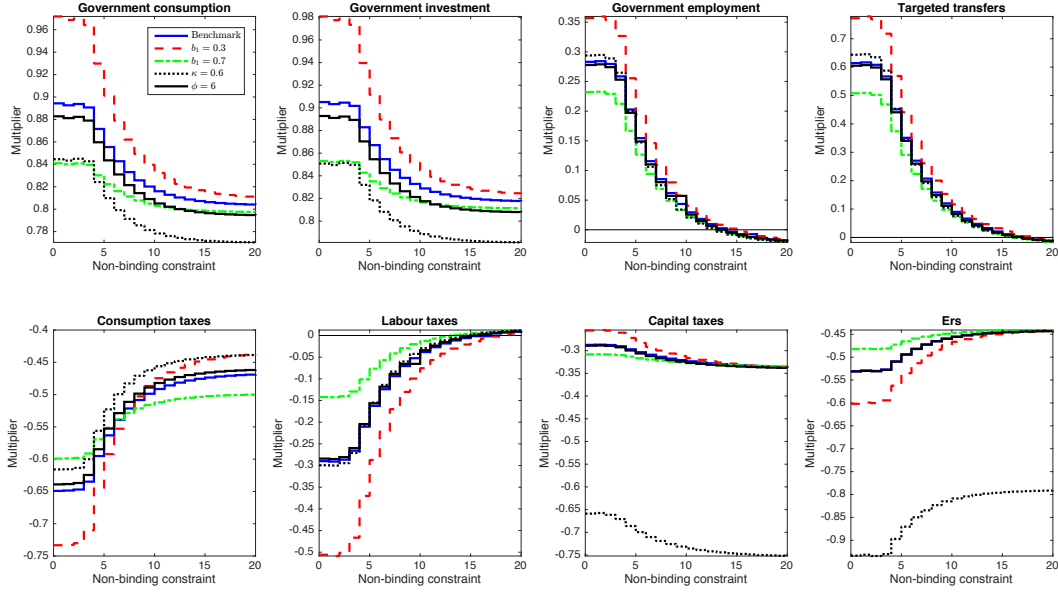 Government consumption
Multiplier
0.98
0.96
0.94
0.92
0.9
0.88
0.86
0.84
0.82
0.8
0.78
0 5 10 15 20
Non-binding constraint
Benchmark
b₁ = 0.3
b₁ = 0.7
κ = 0.6
φ = 6
Government investment
Multiplier
0.98
0.96
0.94
0.92
0.9
0.88
0.86
0.84
0.82
0.8
0 5 10 15 20
Non-binding constraint
Government employment
Multiplier
0.35
0.3
0.25
0.2
0.15
0.1
0.05
0
0 5 10 15 20
Non-binding constraint
Targeted transfers
Multiplier
0.7
0.6
0.5
0.4
0.3
0.2
0.1
0
0 5 10 15 20
Non-binding constraint
Consumption taxes
Multiplier
-0.4
-0.45
-0.5
-0.55
-0.6
-0.65
-0.7
-0.75
0 5 10 15 20
Non-binding constraint
Labour taxes
Multiplier
0
-0.05
-0.1
-0.15
-0.2
-0.25
-0.3
-0.35
-0.4
-0.45
-0.5
0 5 10 15 20
Non-binding constraint
Capital taxes
Multiplier
-0.3
-0.35
-0.4
-0.45
-0.5
-0.55
-0.6
-0.65
-0.7
-0.75
0 5 10 15 20
Non-binding constraint
Ers
Multiplier
-0.45
-0.5
-0.55
-0.6
-0.65
-0.7
-0.75
-0.8
-0.85
-0.9
0 5 10 15 20
Non-binding constraint